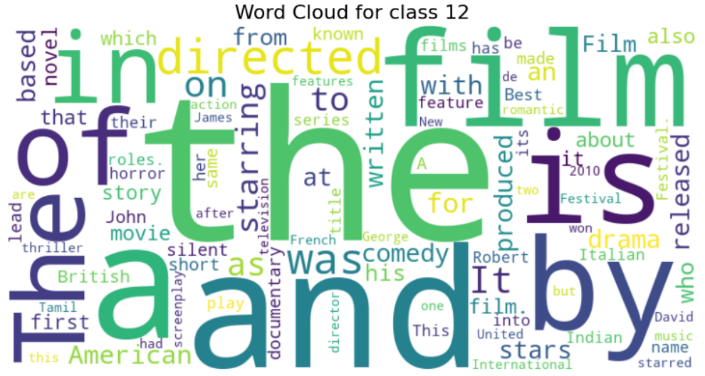 Word Cloud for class 12
based
novel
in
which
directed
from
known
film
films
has
be
Film
also
made
an
de
Best
romantic
on
features
with
feature
that
of
their
the
action
James
starring
to
series
written
New
is
its
about
released
Festival.
roles.
horror
her
same
at
title
A
for
produced
it
2010
two
Festival
lead
are
The
story
John
movie
after
television
French
George
won
drama
thriller
a
silent
short
as
was
his
comedy
Robert
It
by
Italian
who
British
documentary
and
film.
Tamil
first
play
screenplay
director
one
This
into
United
but
Indian
David
music
name
this
American
had
stars
International
starred